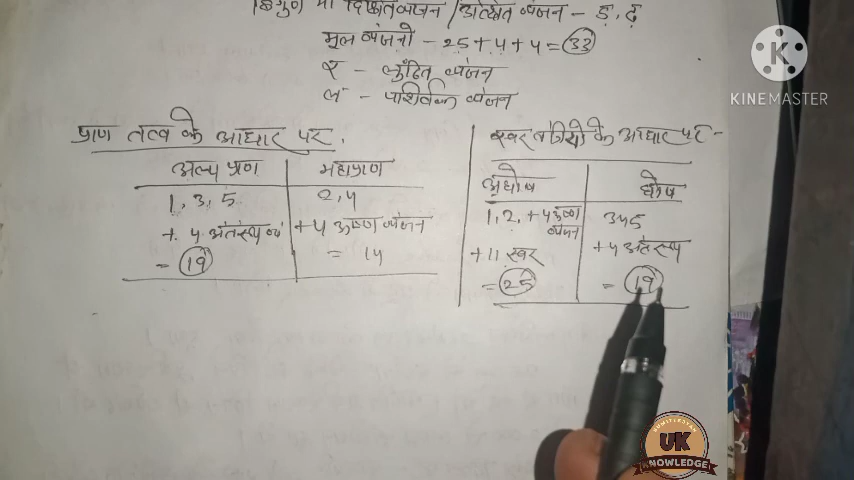 द्विगुण या द्विक्षितव्यंजन / उत्क्षिप्त व्यंजन - ड़, ढ़
मूल व्यंजनो - 25 + 4 + 4 = 33
र - लुंठित व्यंजन
ल - पार्श्विक व्यंजन
प्राण तत्व के आधार पर.
अल्प प्राण महाप्राण
1, 3, 5 2, 4
+ 4 अंतस्थ व्यं + 4 ऊष्ण व्यंजन
= 19 = 14
स्वर तंत्रियो के आधार पर -
अघोष घोष
1, 2, + 4 ऊष्ण व्यंजन 345
+ 11 स्वर + 4 अंतस्थ
= 25 = 19
KINEMASTER
UK
KNOWLEDGE